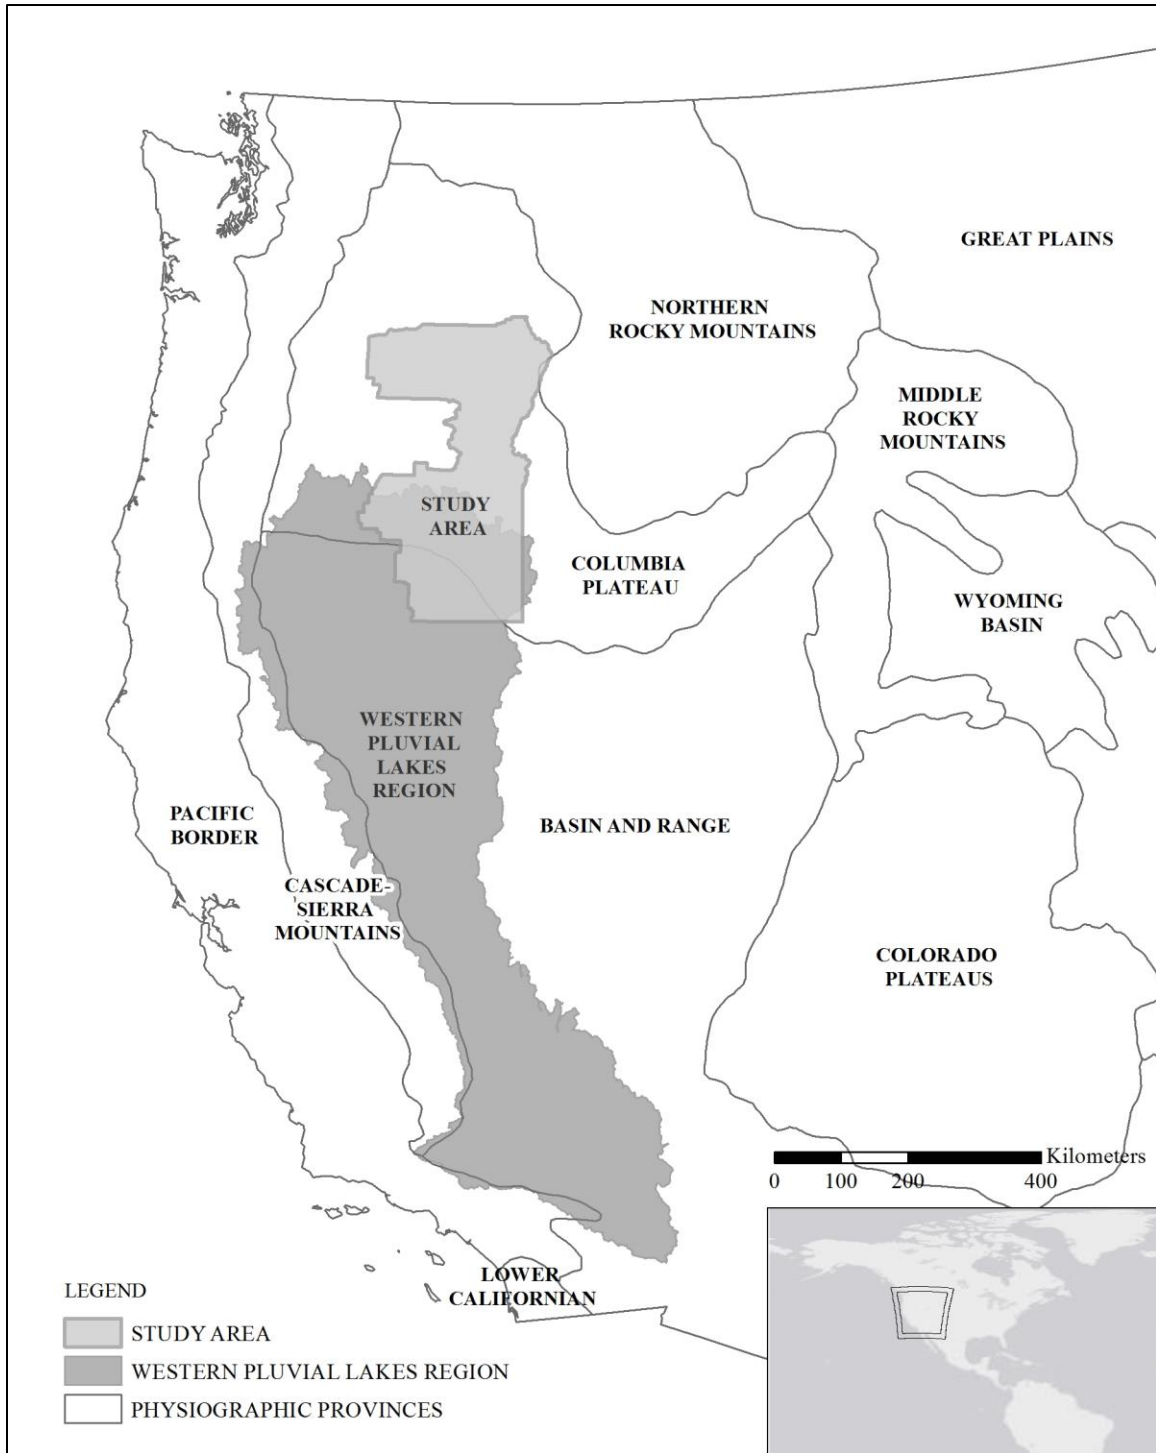 GREAT PLAINS
NORTHERN
ROCKY MOUNTAINS
MIDDLE
ROCKY
MOUNTAINS
STUDY
AREA
COLUMBIA
PLATEAU
WYOMING
BASIN
WESTERN
PLUVIAL
LAKES
REGION
PACIFIC
BORDER
BASIN AND RANGE
CASCADE-
SIERRA
MOUNTAINS
COLORADO
PLATEAUS
Kilometers
0 100 200 400
LOWER
CALIFORNIAN
LEGEND
STUDY AREA
WESTERN PLUVIAL LAKES REGION
PHYSIOGRAPHIC PROVINCES